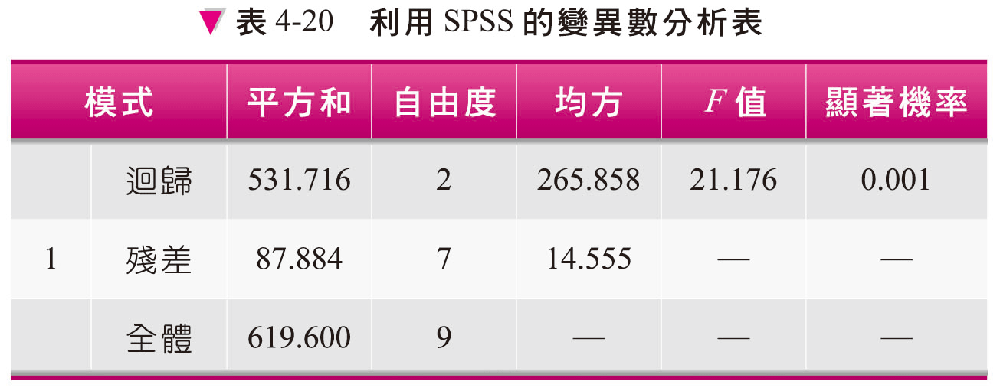 ▼ 表 4-20 利用 SPSS 的變異數分析表
模式 平方和 自由度 均方 F 值 顯著機率
迴歸 531.716 2 265.858 21.176 0.001
1 殘差 87.884 7 14.555 — —
全體 619.600 9 — — —